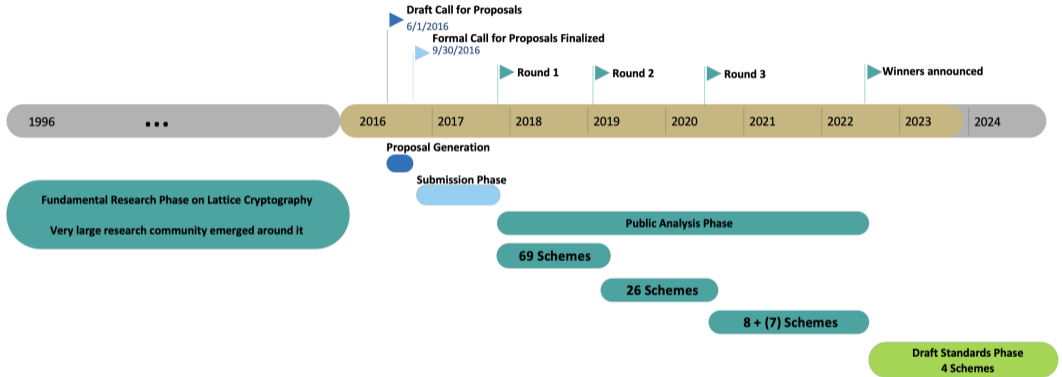 Draft Call for Proposals
6/1/2016
Formal Call for Proposals Finalized
9/30/2016
Round 1
Round 2
Round 3
Winners announced
1996
...
2016
2017
2018
2019
2020
2021
2022
2023
2024
Proposal Generation
Submission Phase
Fundamental Research Phase on Lattice Cryptography
Very large research community emerged around it
Public Analysis Phase
69 Schemes
26 Schemes
8 + (7) Schemes
Draft Standards Phase
4 Schemes